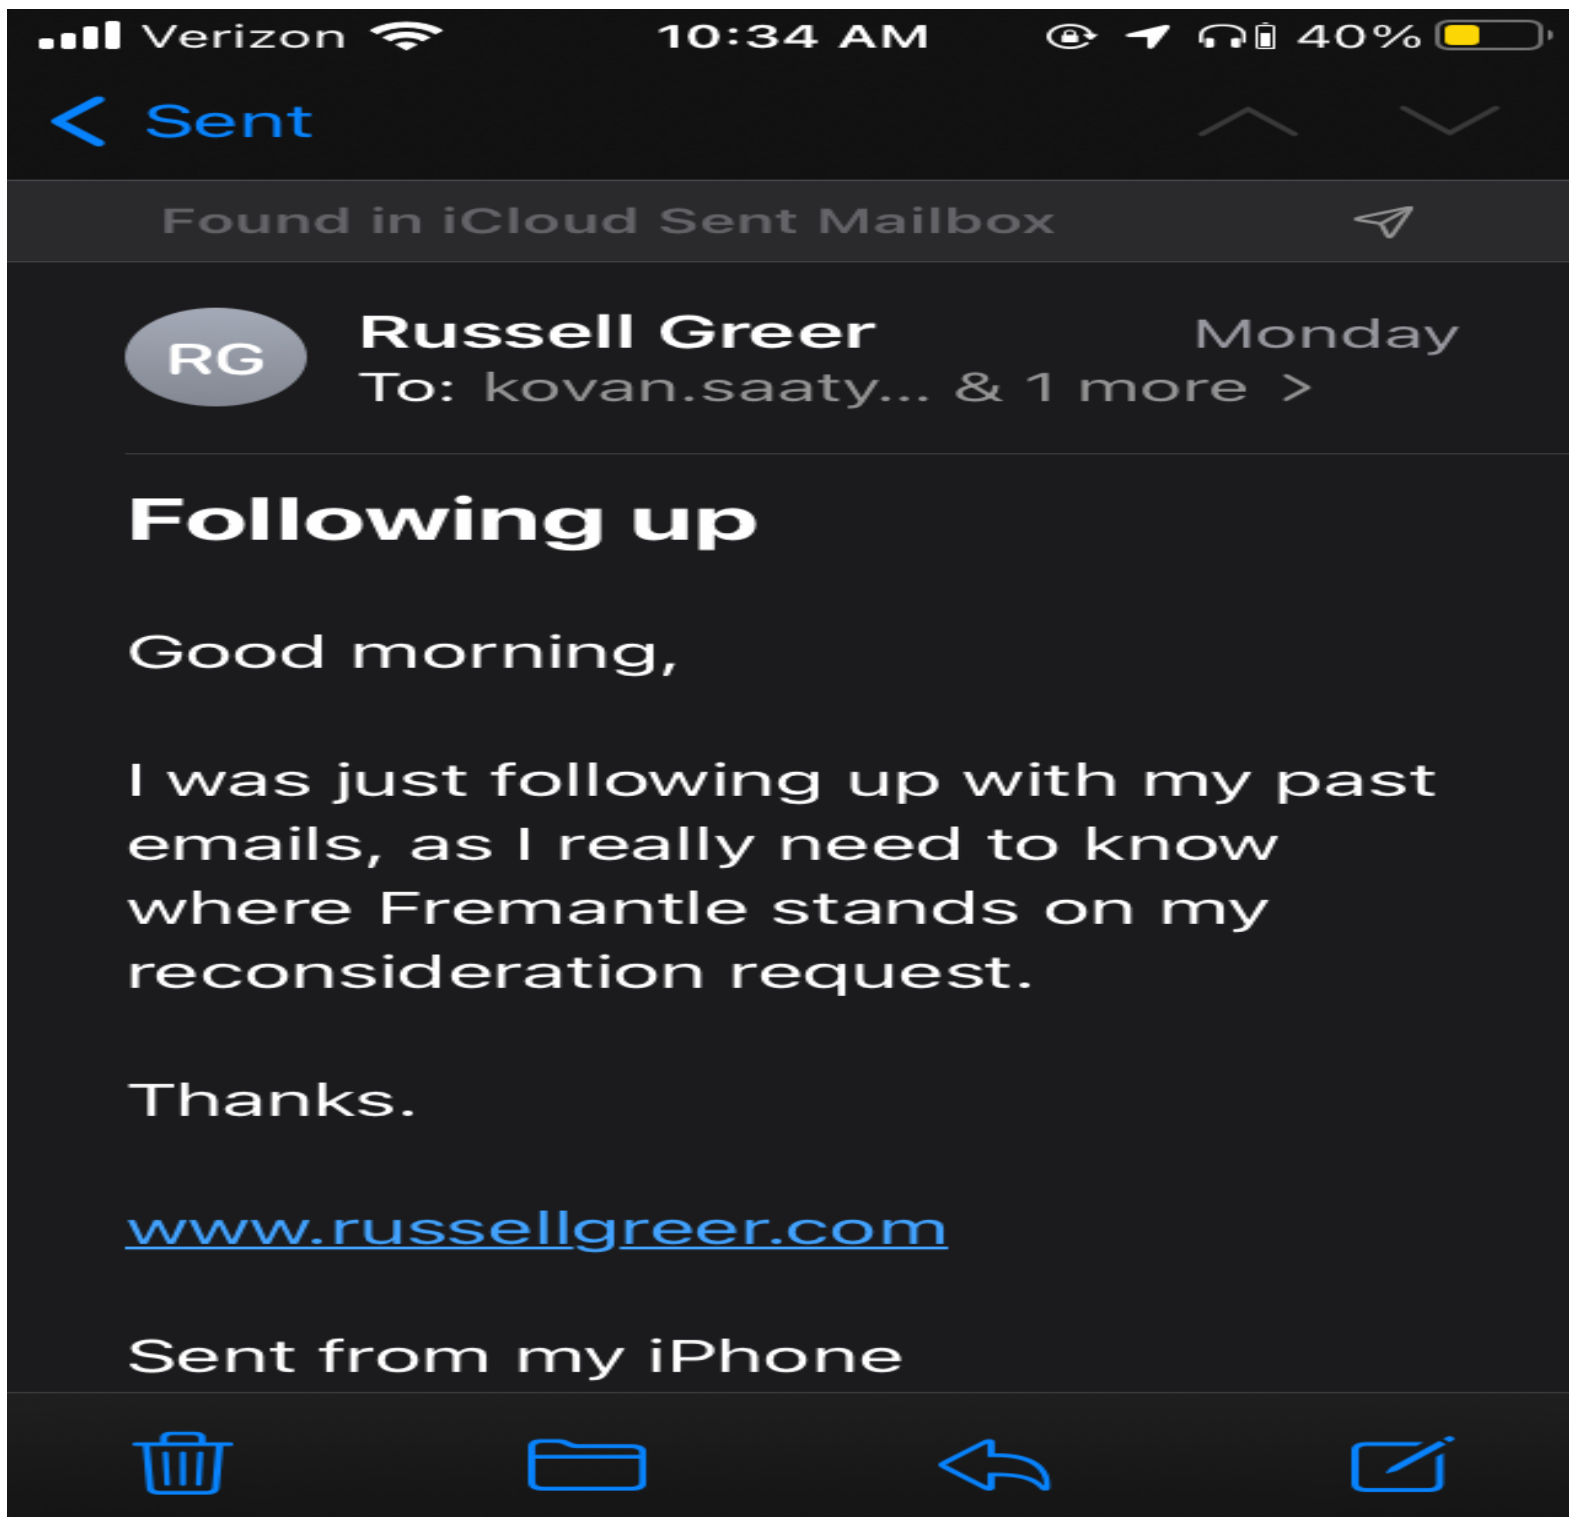 Verizon 10:34 AM 40%
Sent
Found in iCloud Sent Mailbox
RG Russell Greer Monday
To: kovan.saaty... & 1 more >
Following up
Good morning,
I was just following up with my past
emails, as I really need to know
where Fremantle stands on my
reconsideration request.
Thanks.
www.russellgreer.com
Sent from my iPhone